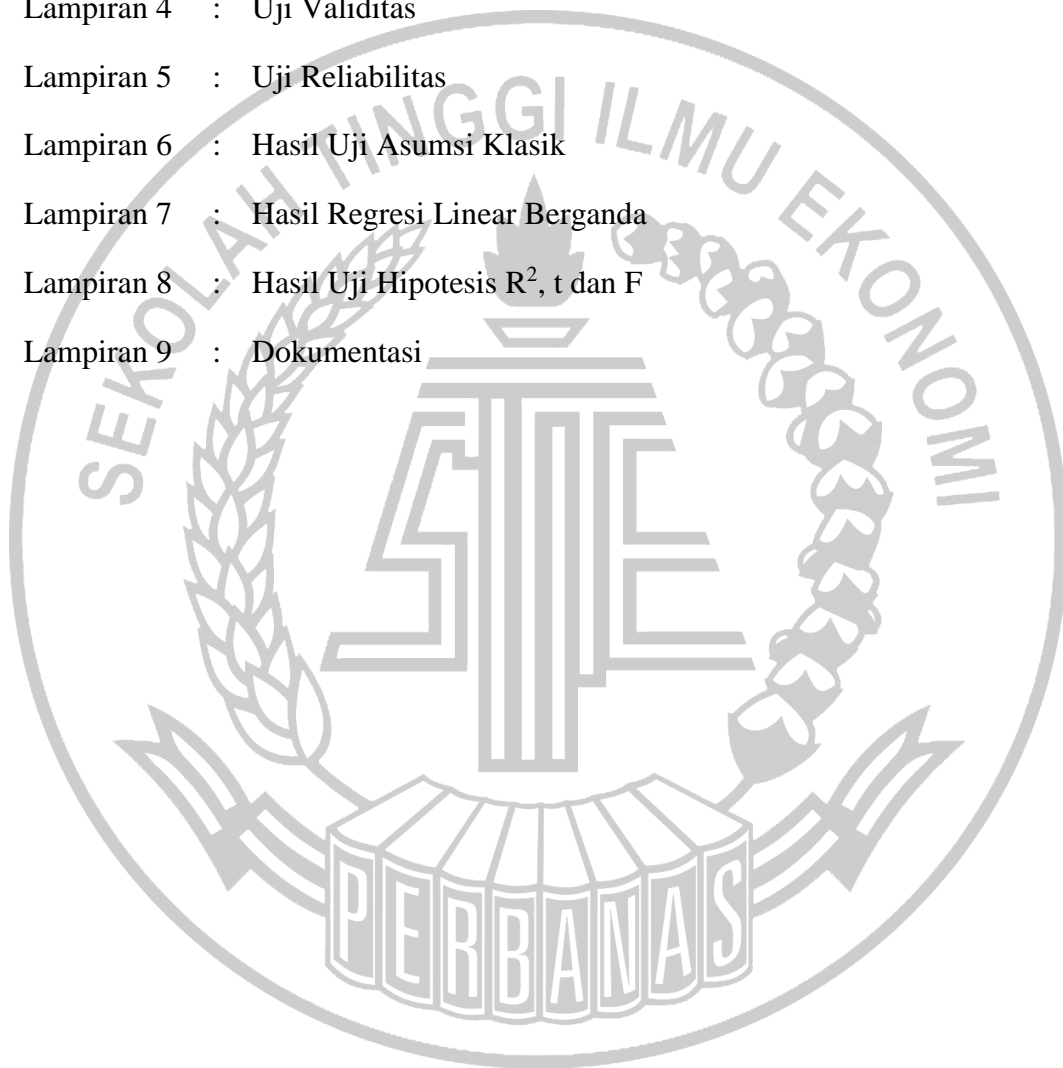 Lampiran 4 : Uji Validitas
Lampiran 5 : Uji Reliabilitas
Lampiran 6 : Hasil Uji Asumsi Klasik
Lampiran 7 : Hasil Regresi Linear Berganda
Lampiran 8 : Hasil Uji Hipotesis R², t dan F
Lampiran 9 : Dokumentasi
SEKOLAH TINGGI ILMU EKONOMI
STIE
PERBANAS